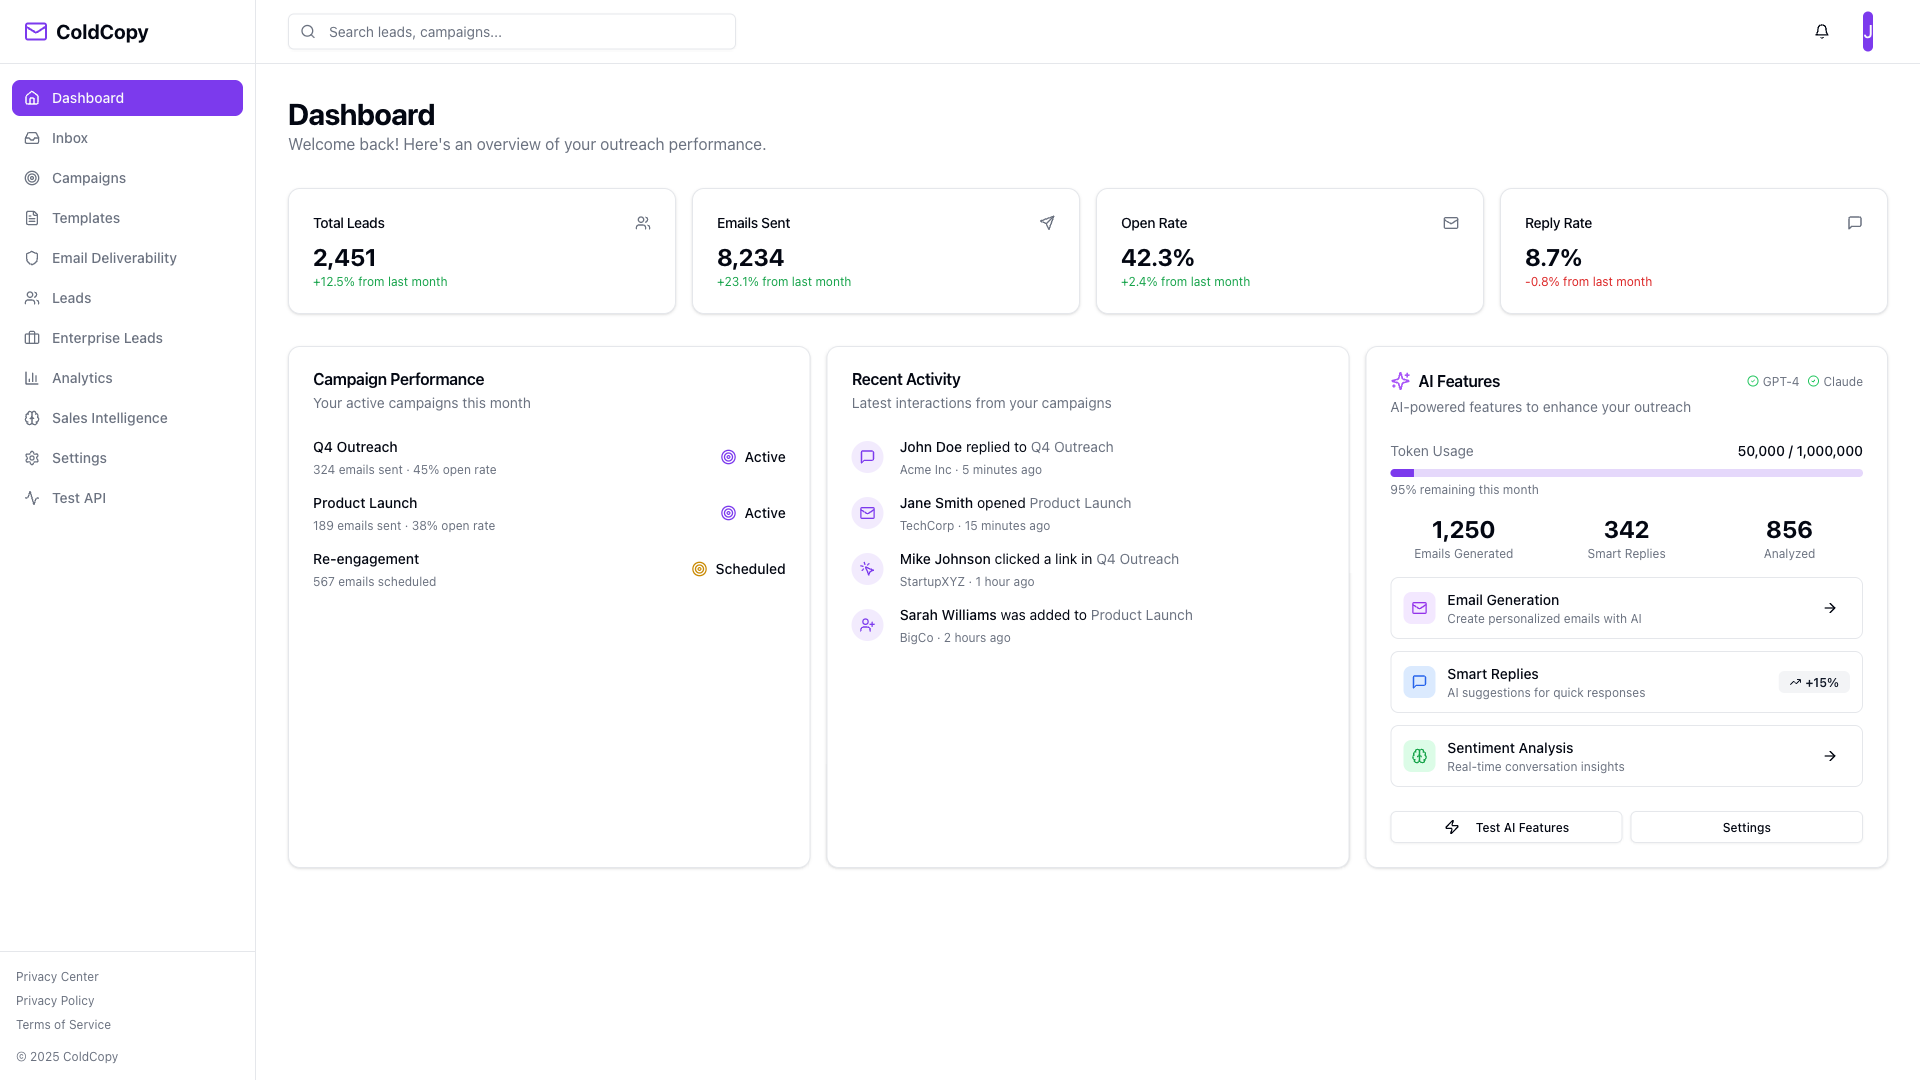 ColdCopy
Search leads, campaigns...
J
Dashboard
Inbox
Campaigns
Templates
Email Deliverability
Leads
Enterprise Leads
Analytics
Sales Intelligence
Settings
Test API
Privacy Center
Privacy Policy
Terms of Service
© 2025 ColdCopy
Dashboard
Welcome back! Here's an overview of your outreach performance.
Total Leads
2,451
+12.5% from last month
Emails Sent
8,234
+23.1% from last month
Open Rate
42.3%
+2.4% from last month
Reply Rate
8.7%
-0.8% from last month
Campaign Performance
Your active campaigns this month
Q4 Outreach
324 emails sent · 45% open rate
Active
Product Launch
189 emails sent · 38% open rate
Active
Re-engagement
567 emails scheduled
Scheduled
Recent Activity
Latest interactions from your campaigns
John Doe replied to Q4 Outreach
Acme Inc · 5 minutes ago
Jane Smith opened Product Launch
TechCorp · 15 minutes ago
Mike Johnson clicked a link in Q4 Outreach
StartupXYZ · 1 hour ago
Sarah Williams was added to Product Launch
BigCo · 2 hours ago
AI Features
GPT-4 Claude
AI-powered features to enhance your outreach
Token Usage 50,000 / 1,000,000
95% remaining this month
1,250
Emails Generated
342
Smart Replies
856
Analyzed
Email Generation
Create personalized emails with AI
Smart Replies
AI suggestions for quick responses
+15%
Sentiment Analysis
Real-time conversation insights
Test AI Features
Settings